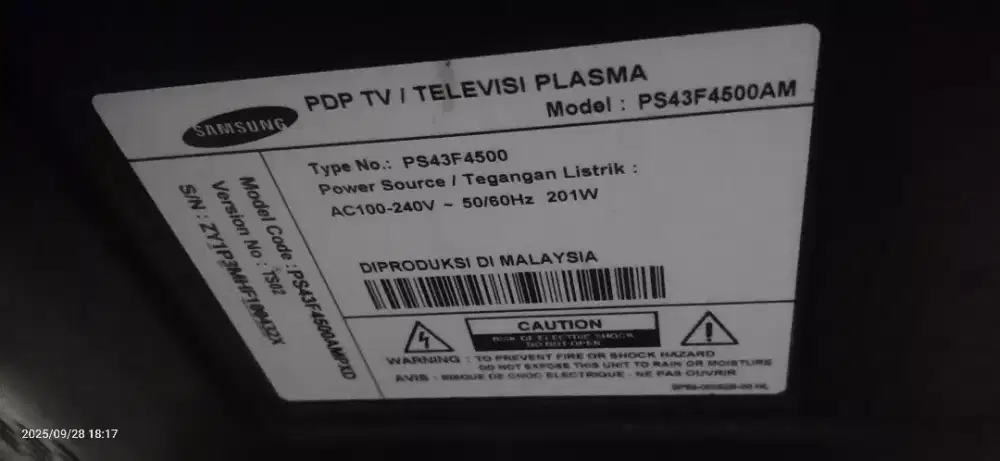 SAMSUNG
PDP TV / TELEVISI PLASMA
Model : PS43F4500AM
Type No.: PS43F4500
Power Source / Tegangan Listrik :
AC100-240V ~ 50/60Hz 201W
DIPRODUKSI DI MALAYSIA
Model Code : PS43F4500AMPXD
Version No : TS02
S/N : ZY1P3MHF100432X
CAUTION
RISK OF ELECTRIC SHOCK
DO NOT OPEN
WARNING : TO PREVENT FIRE OR SHOCK HAZARD
DO NOT EXPOSE THIS UNIT TO RAIN OR MOISTURE
AVIS : RISQUE DE CHOC ELECTRIQUE - NE PAS OUVRIR
2025/09/28 18:17